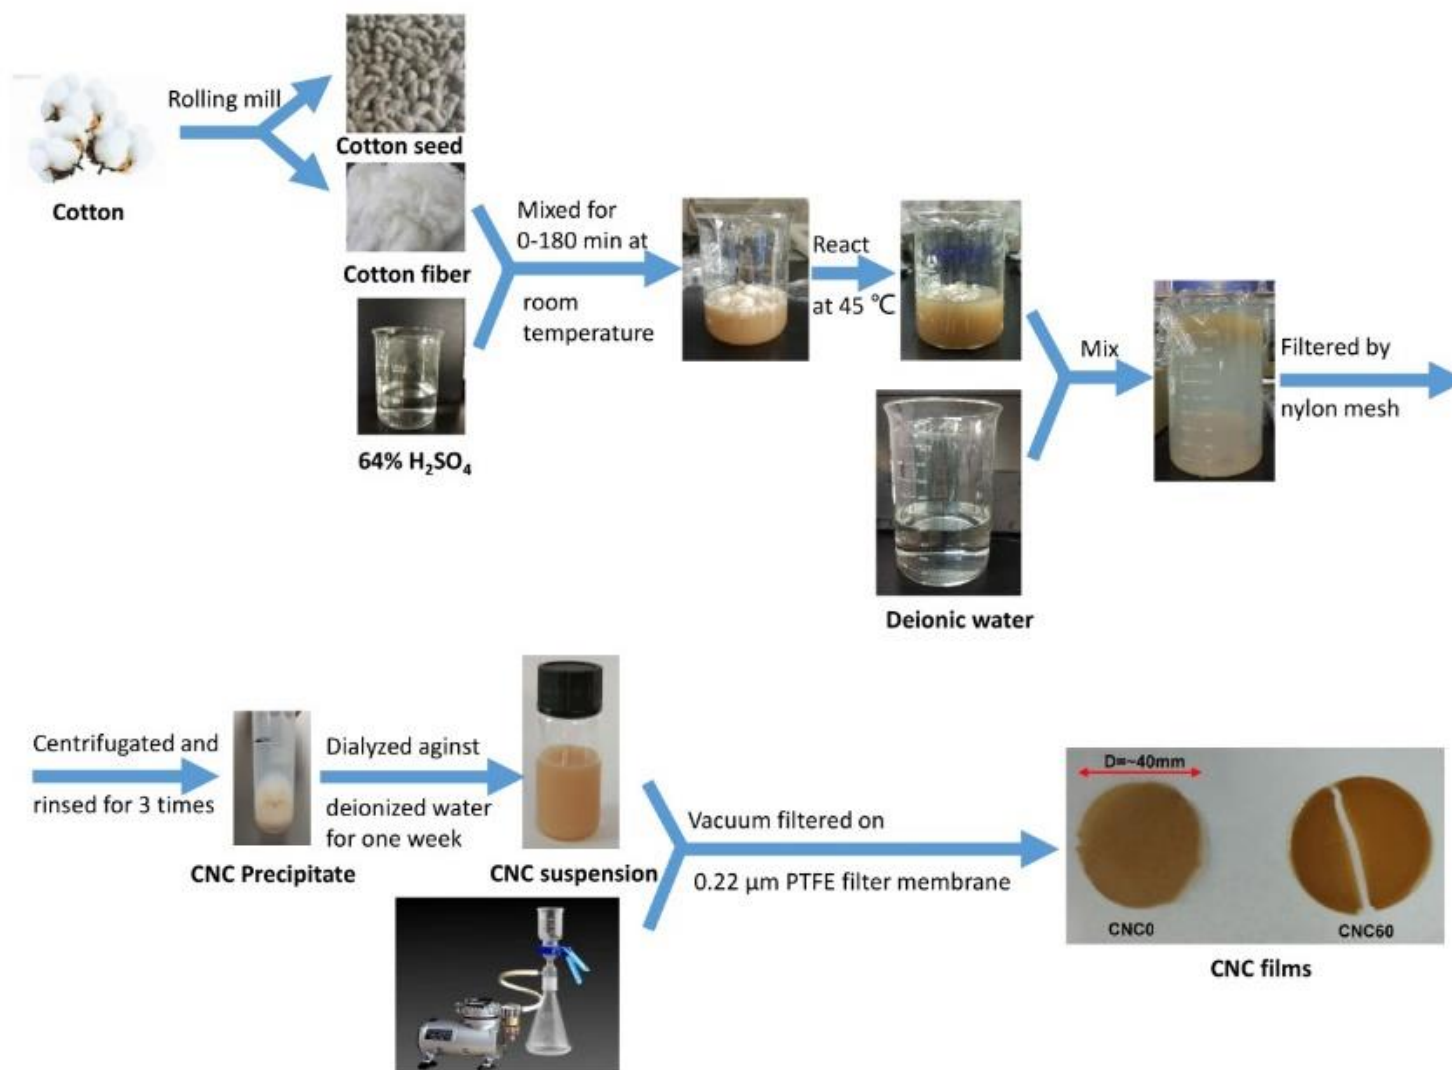 Rolling mill
Cotton
Cotton seed
Cotton fiber
64% H₂SO₄
Mixed for
0-180 min at
room
temperature
React
at 45 ℃
Deionic water
Mix
Filtered by
nylon mesh
Centrifugated and
rinsed for 3 times
CNC Precipitate
Dialyzed aginst
deionized water
for one week
CNC suspension
Vacuum filtered on
0.22 µm PTFE filter membrane
D=~40mm
CNC0
CNC60
CNC films